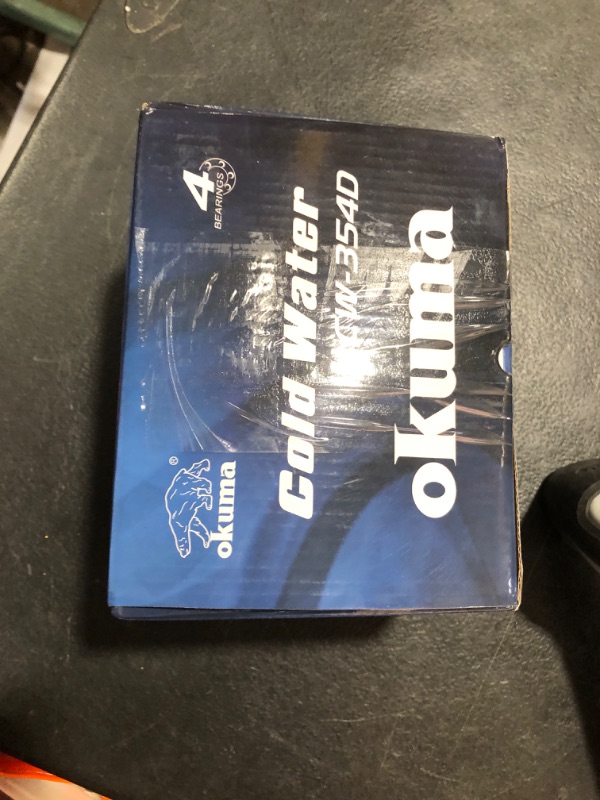 4
BEARINGS
®
okuma
Cold Water
CW-354D
okuma